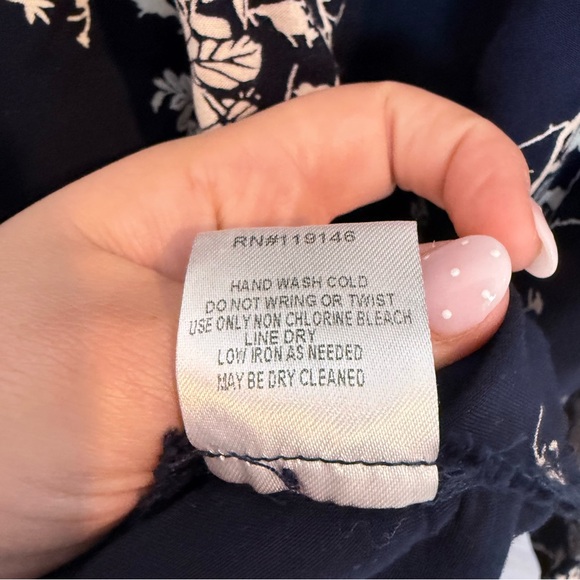 RN#119146
HAND WASH COLD
DO NOT WRING OR TWIST
USE ONLY NON CHLORINE BLEACH
LINE DRY
LOW IRON AS NEEDED
MAY BE DRY CLEANED